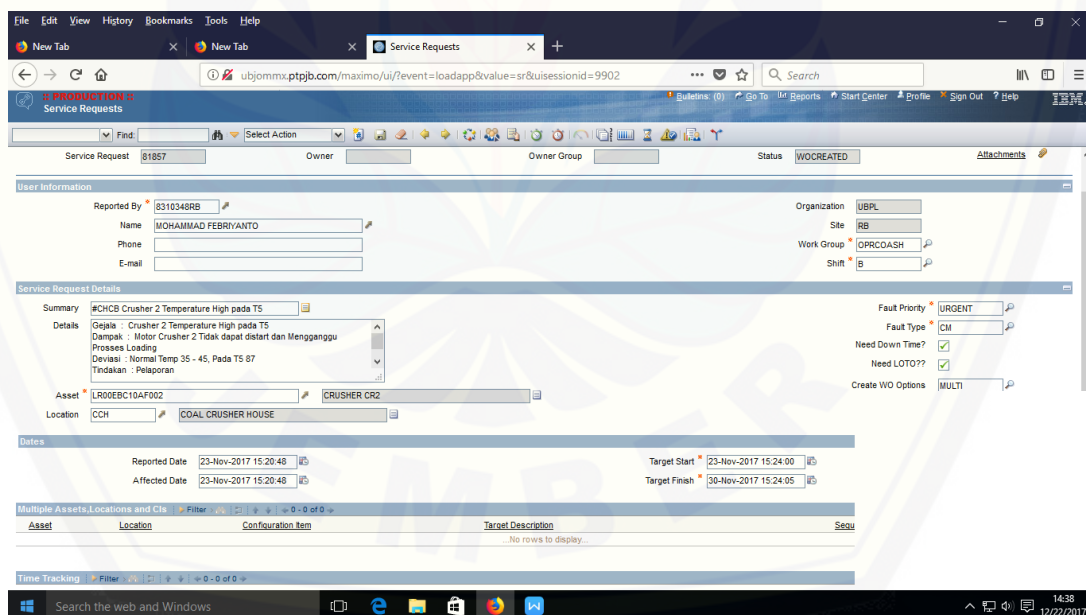 File Edit View History Bookmarks Tools Help
New Tab New Tab Service Requests
ubjommx.ptpjb.com/maximo/ui/?event=loadapp&value=sr&uisessionid=9902 Search
:: PRODUCTION :: Bulletins: (0) Go To Reports Start Center Profile Sign Out Help IBM.
Service Requests
Find: Select Action
Service Request 81857 Owner Owner Group Status WOCREATED Attachments
User Information
Reported By * 8310348RB Organization UBPL
Name MOHAMMAD FEBRIYANTO Site RB
Phone Work Group * OPRCOASH
E-mail Shift * B
Service Request Details
Summary #CHCB Crusher 2 Temperature High pada T5 Fault Priority * URGENT
Details Gejala : Crusher 2 Temperature High pada T5 Fault Type * CM
Dampak : Motor Crusher 2 Tidak dapat distart dan Mengganggu
Prosses Loading Need Down Time?
Deviasi : Normal Temp 35 - 45, Pada T5 87 Need LOTO??
Tindakan : Pelaporan
Create WO Options MULTI
Asset * LR00EBC10AF002 CRUSHER CR2
Location CCH COAL CRUSHER HOUSE
Dates
Reported Date 23-Nov-2017 15:20:48 Target Start * 23-Nov-2017 15:24:00
Affected Date 23-Nov-2017 15:20:48 Target Finish * 30-Nov-2017 15:24:05
Multiple Assets,Locations and CIs Filter 0 - 0 of 0
Asset Location Configuration Item Target Description Sequ
...No rows to display...
Time Tracking Filter 0 - 0 of 0
Search the web and Windows 14:38
12/22/2017